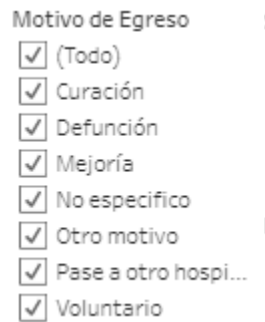 Motivo de Egreso
(Todo)
Curación
Defunción
Mejoría
No especifico
Otro motivo
Pase a otro hospi...
Voluntario